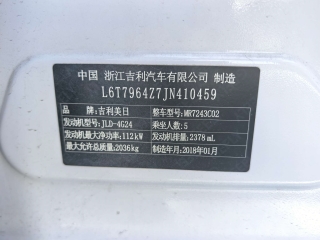 中国 浙江吉利汽车有限公司 制造
L6T7964Z7JN410459
品牌:吉利美日 整车型号:MR7243C02
发动机型号:JLD-4G24 乘坐人数:5
发动机最大净功率:112kW 发动机排量:2378 mL
最大允许总质量:2036kg 制造年月:2018年01月